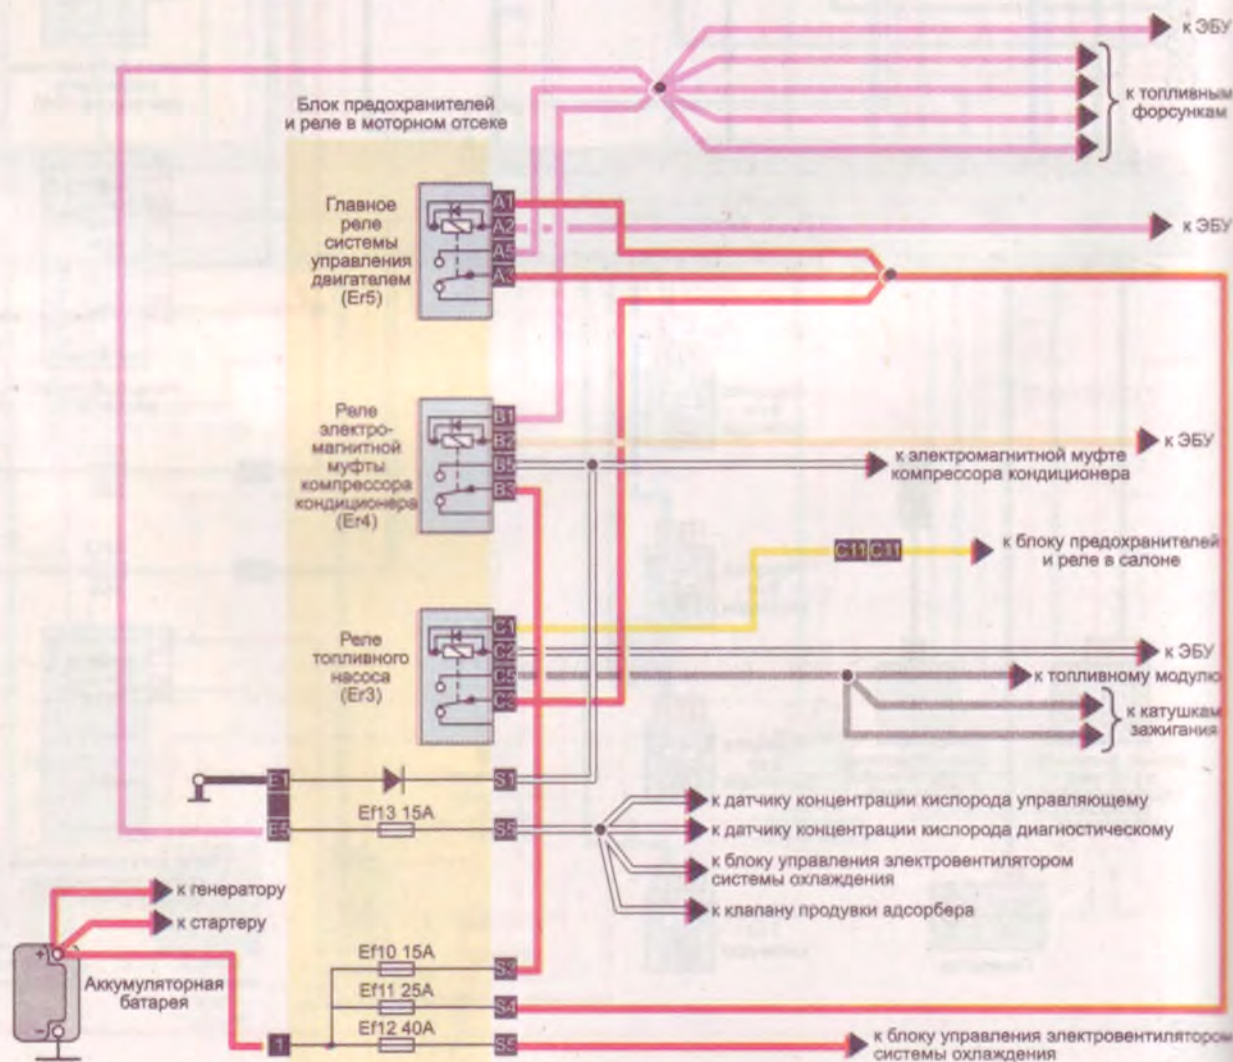 к ЭБУ
к топливным
форсункам
Блок предохранителей
и реле в моторном отсеке
Главное
реле
системы
управления
двигателем
(Er5)
A1
A2
A5
A3
к ЭБУ
Реле
электро-
магнитной
муфты
компрессора
кондиционера
(Er4)
B1
B2
B5
B3
к ЭБУ
к электромагнитной муфте
компрессора кондиционера
C11 C11
к блоку предохранителей
и реле в салоне
Реле
топливного
насоса
(Er3)
C1
C2
C5
C3
к ЭБУ
к топливному модулю
к катушкам
зажигания
E1
S1
Ef13 15A
E5
к датчику концентрации кислорода управляющему
к датчику концентрации кислорода диагностическому
к блоку управления электровентилятором
системы охлаждения
к клапану продувки адсорбера
к генератору
к стартеру
+
−
Аккумуляторная
батарея
Ef10 15A
S3
Ef11 25A
S4
1
Ef12 40A
S5
к блоку управления электровентилятором
системы охлаждения